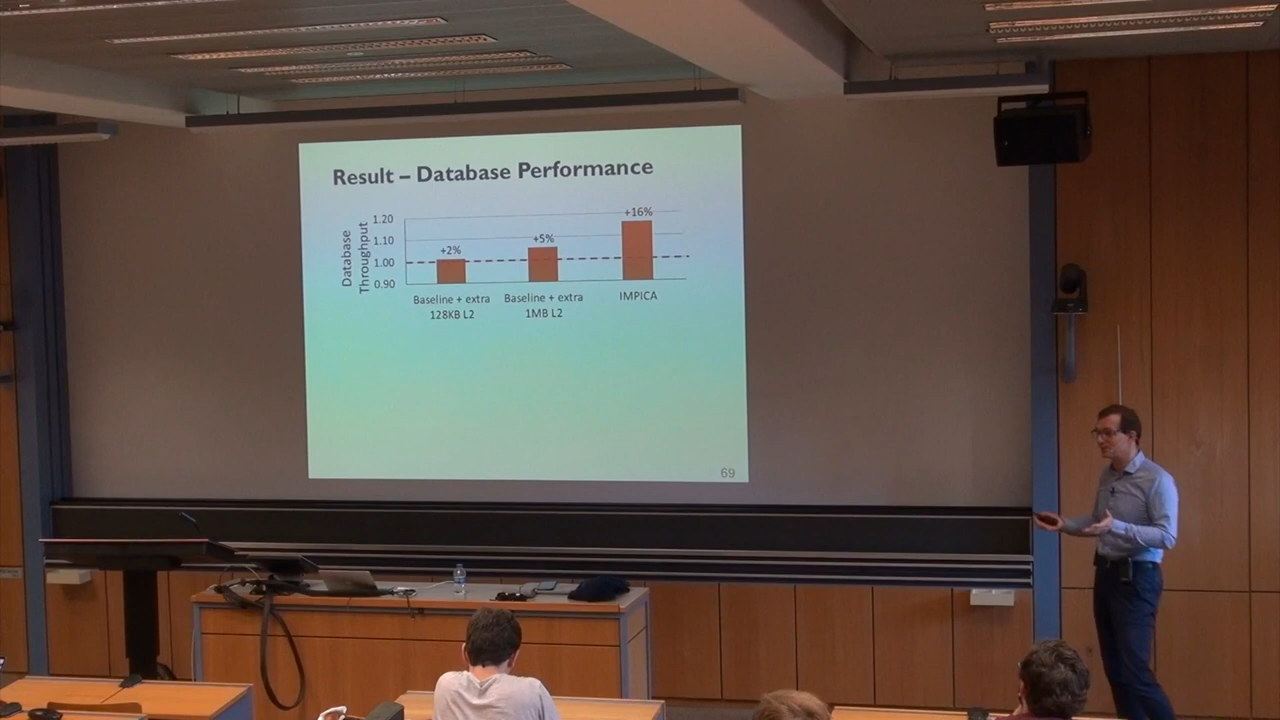 Result – Database Performance
Database
Throughput
1.20
1.10
1.00
0.90
+2%
+5%
+16%
Baseline + extra
128KB L2
Baseline + extra
1MB L2
IMPICA
69